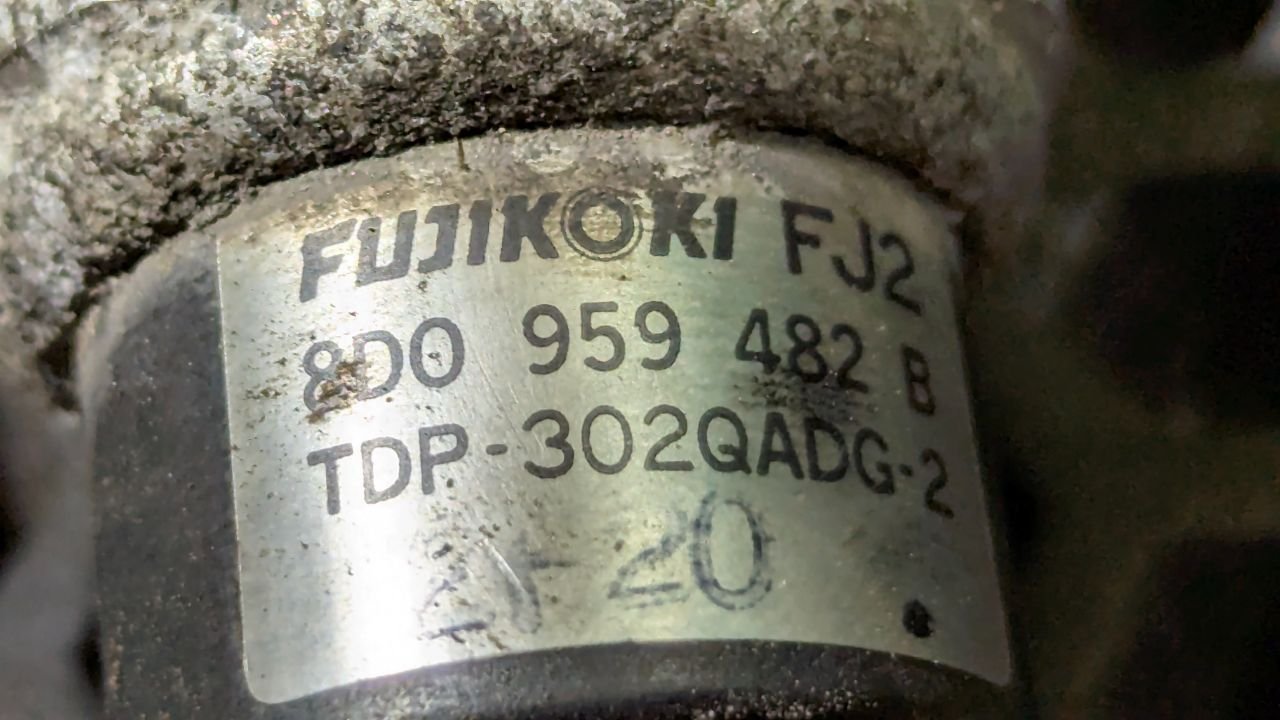 FUJIKOKI FJ2
8D0 959 482 B
TDP-302QADG-2
20